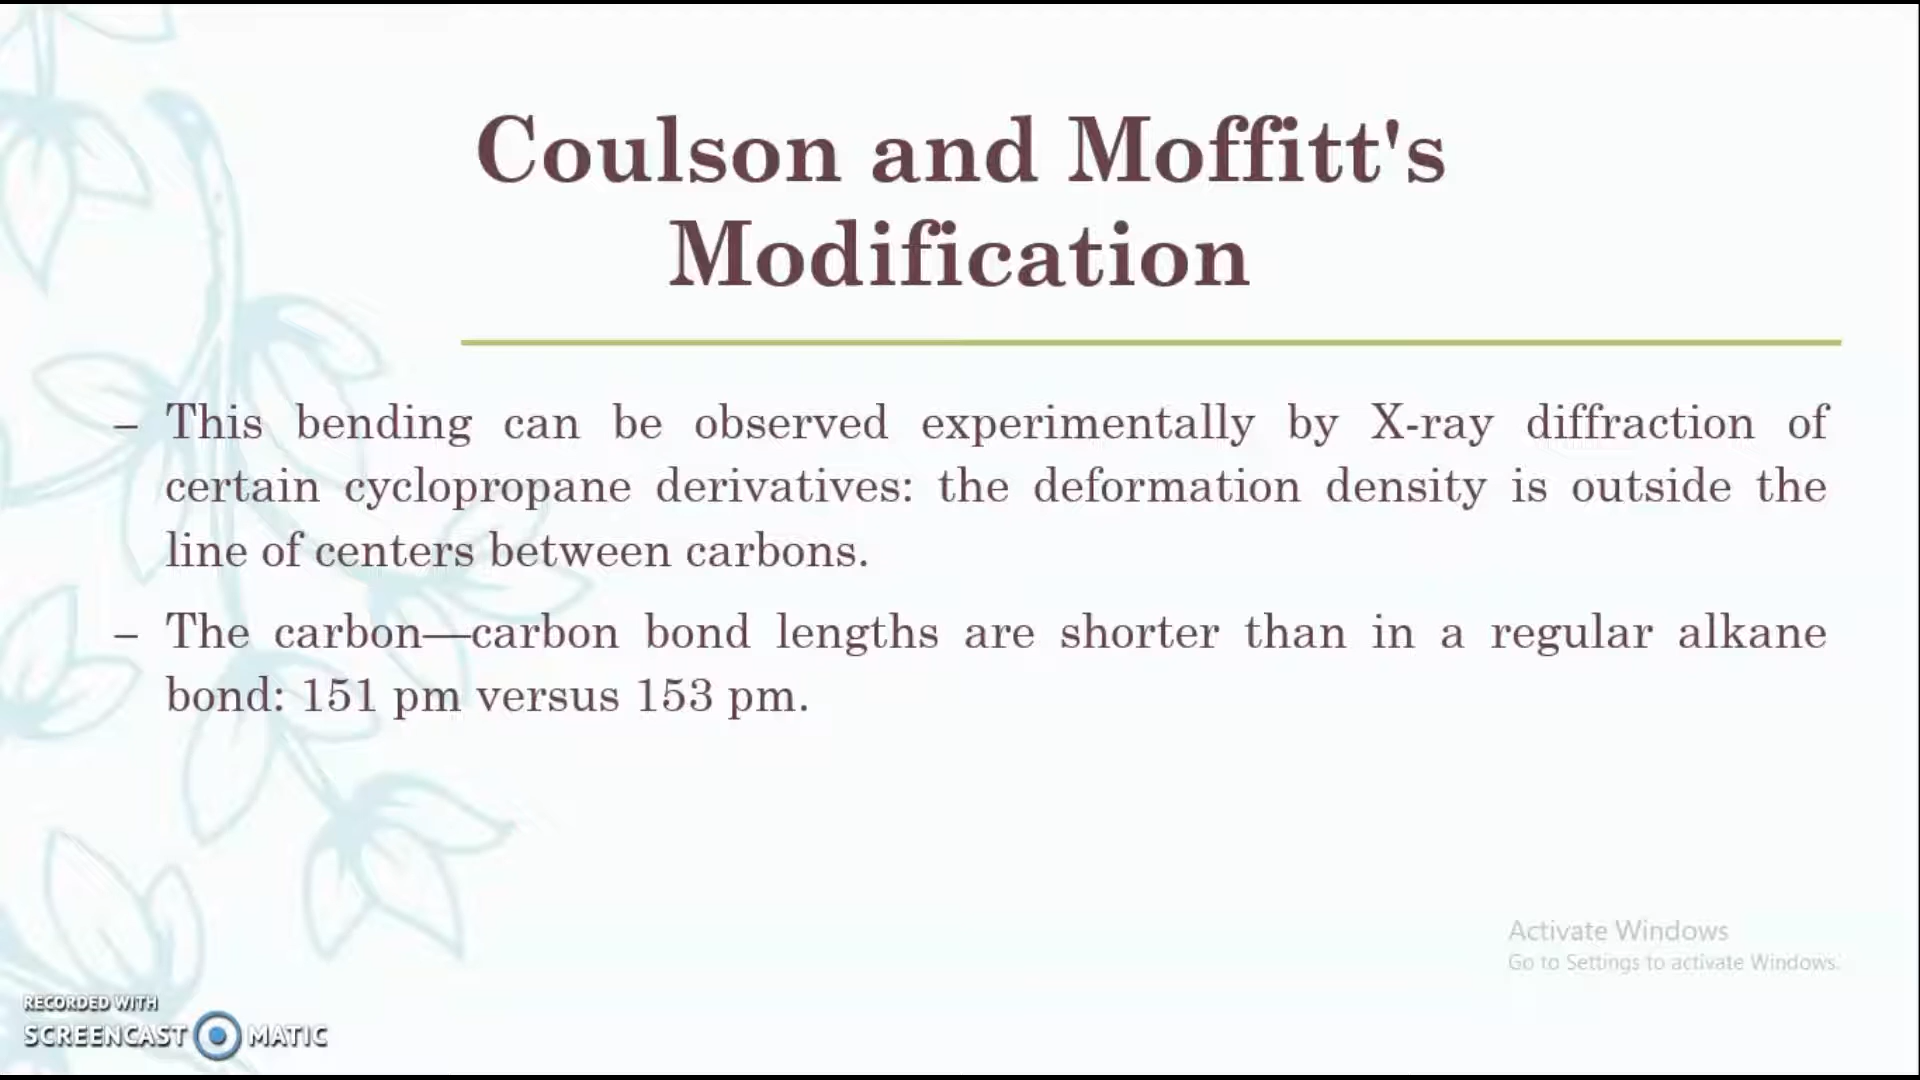 Coulson and Moffitt's
Modification
– This bending can be observed experimentally by X-ray diffraction of
certain cyclopropane derivatives: the deformation density is outside the
line of centers between carbons.
– The carbon—carbon bond lengths are shorter than in a regular alkane
bond: 151 pm versus 153 pm.
Activate Windows
Go to Settings to activate Windows.
RECORDED WITH
SCREENCAST MATIC